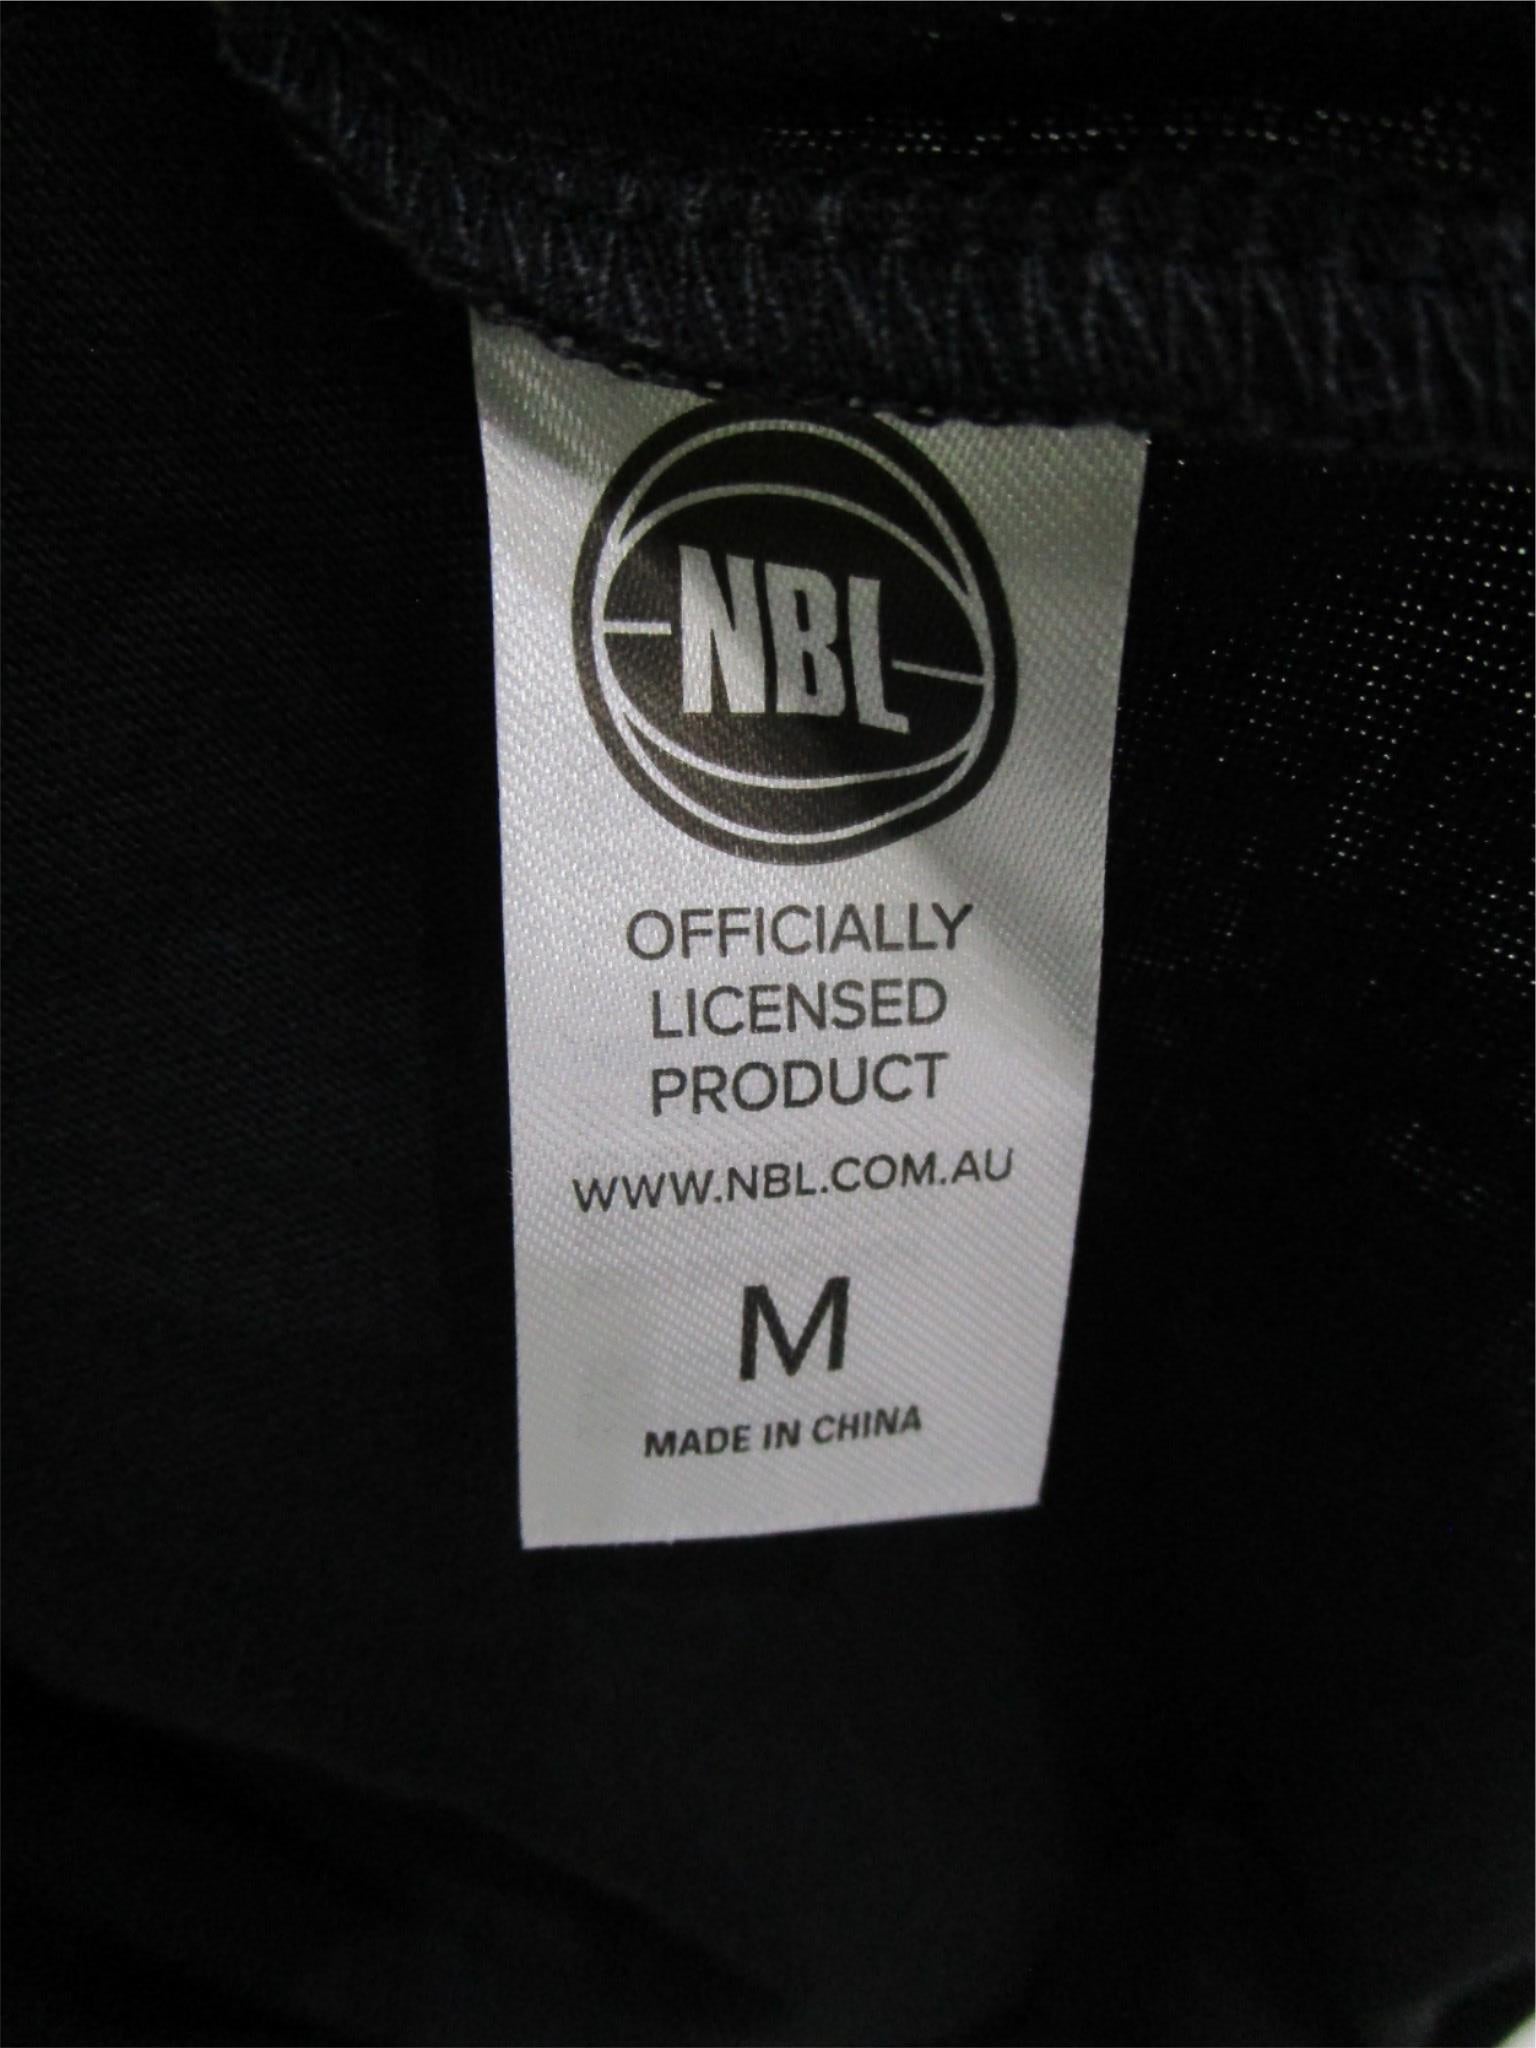 NBL
OFFICIALLY
LICENSED
PRODUCT
WWW.NBL.COM.AU
M
MADE IN CHINA